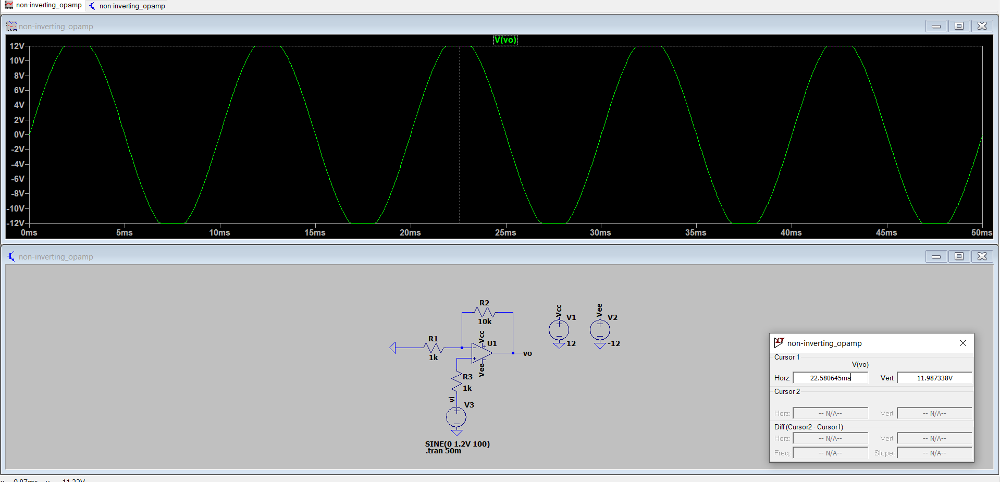 non-inverting_opamp
non-inverting_opamp
non-inverting_opamp
V(vo)
12V
10V
8V
6V
4V
2V
0V
-2V
-4V
-6V
-8V
-10V
-12V
0ms 5ms 10ms 15ms 20ms 25ms 30ms 35ms 40ms 45ms 50ms
non-inverting_opamp
R2
10k
Vcc
V1
12
Vee
V2
-12
R1
1k
Vcc
U1
vo
Vee
R3
1k
vi
V3
SINE(0 1.2V 100)
.tran 50m
non-inverting_opamp
Cursor 1
V(vo)
Horz: 22.580645ms Vert: 11.987338V
Cursor 2
Horz: -- N/A-- Vert: -- N/A--
Diff (Cursor2 - Cursor1)
Horz: -- N/A-- Vert: -- N/A--
Freq: -- N/A-- Slope: -- N/A--